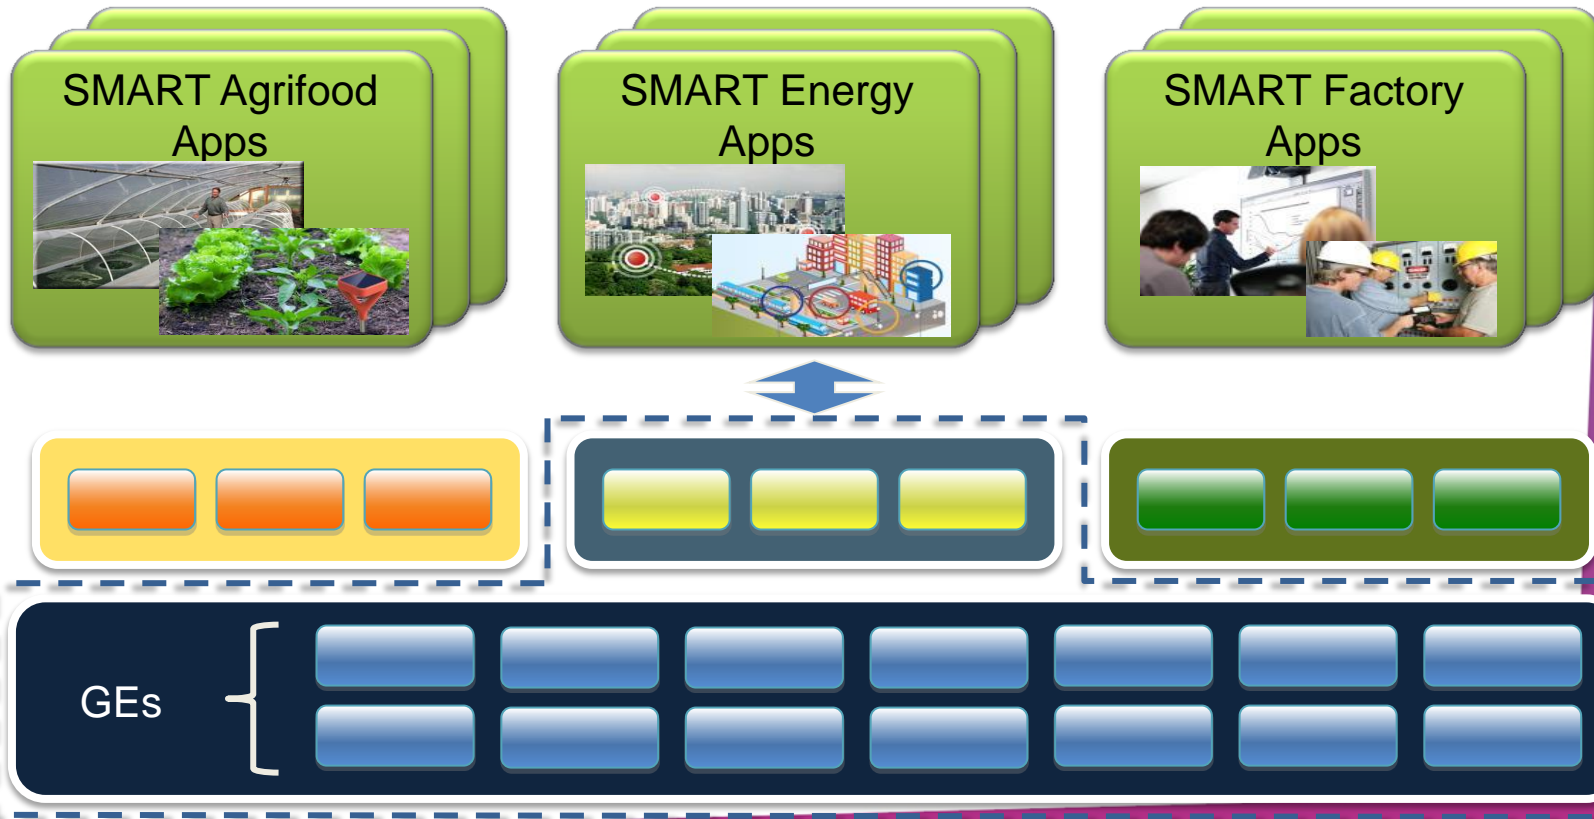 SMART Agrifood
Apps
SMART Energy
Apps
SMART Factory
Apps
GEs